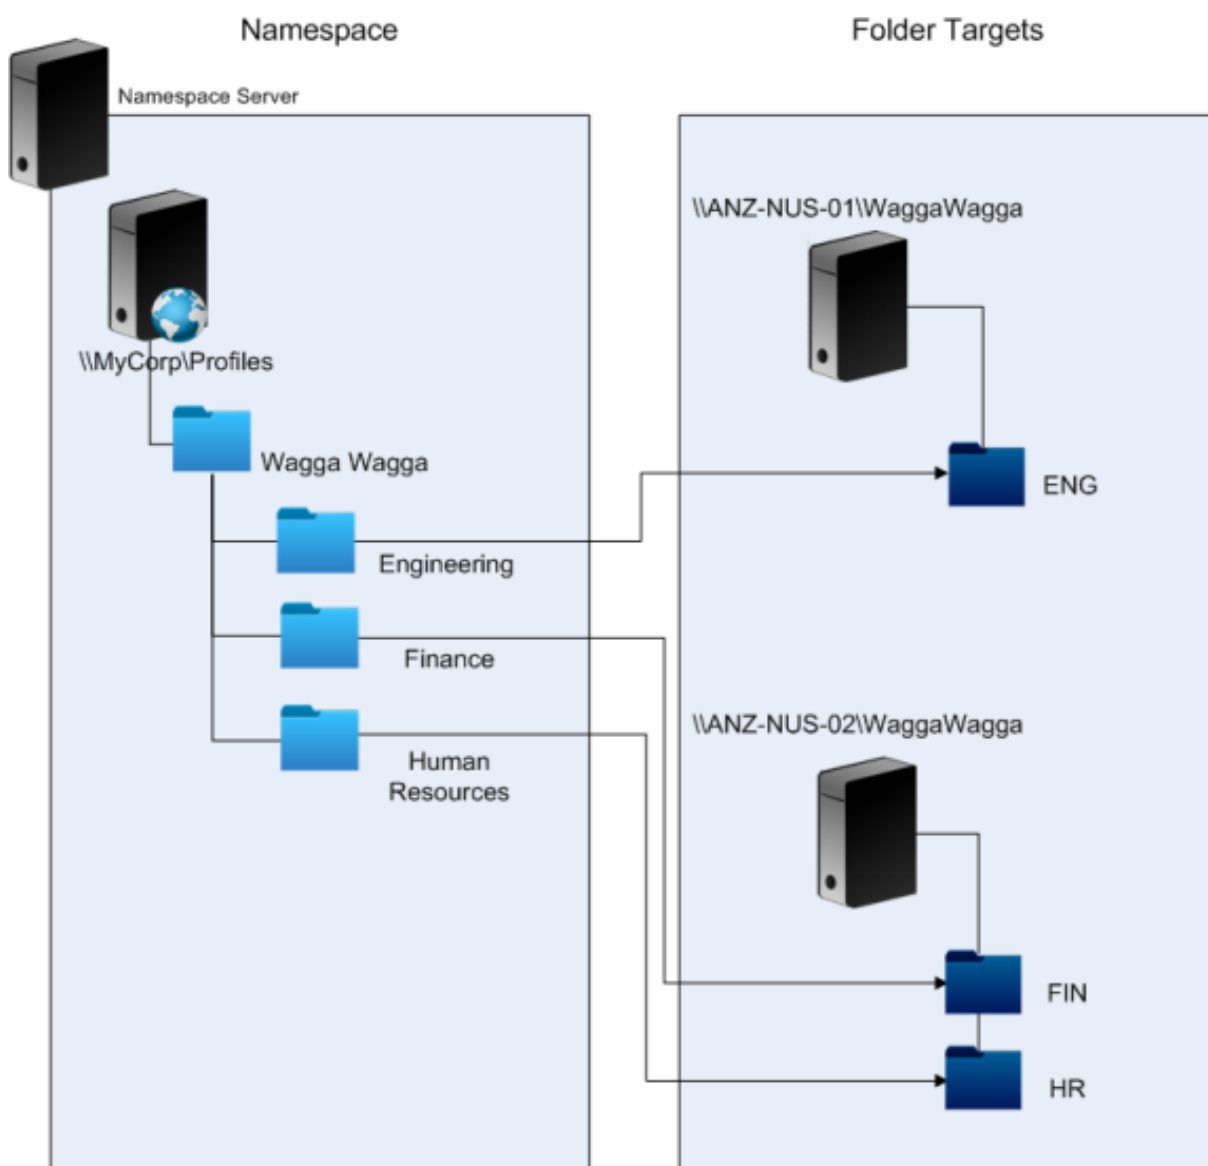 Namespace
Folder Targets
Namespace Server
\\MyCorp\Profiles
Wagga Wagga
Engineering
Finance
Human
Resources
\\ANZ-NUS-01\WaggaWagga
ENG
\\ANZ-NUS-02\WaggaWagga
FIN
HR